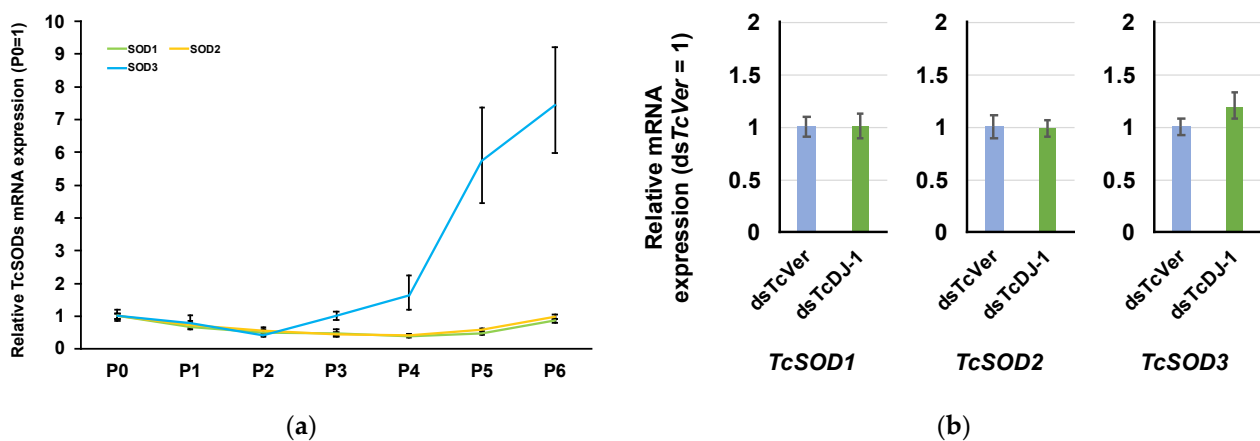 Relative TcSODs mRNA expression (P0=1)
10
9
8
7
6
5
4
3
2
1
0
SOD1 SOD2
SOD3
P0 P1 P2 P3 P4 P5 P6
(a)
Relative mRNA
expression (dsTcVer = 1)
2
1.5
1
0.5
0
dsTcVer
dsTcDJ-1
TcSOD1
2
1.5
1
0.5
0
dsTcVer
dsTcDJ-1
TcSOD2
2
1.5
1
0.5
0
dsTcVer
dsTcDJ-1
TcSOD3
(b)